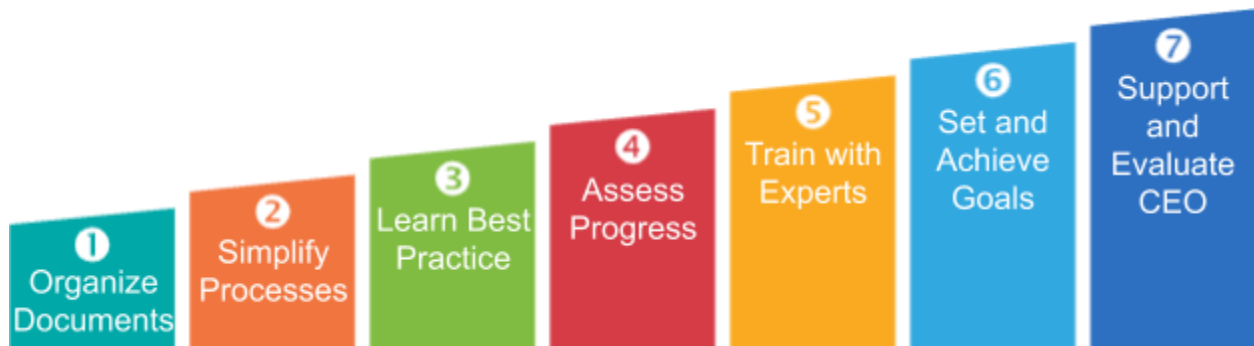 1
Organize
Documents
2
Simplify
Processes
3
Learn Best
Practice
4
Assess
Progress
5
Train with
Experts
6
Set and
Achieve
Goals
7
Support
and
Evaluate
CEO